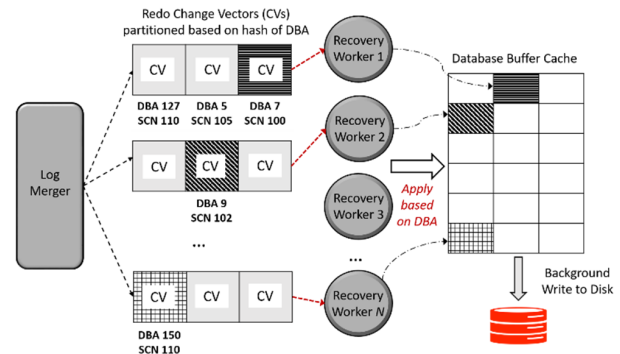 Redo Change Vectors (CVs)
partitioned based on hash of DBA
CV
CV
CV
DBA 127
SCN 110
DBA 5
SCN 105
DBA 7
SCN 100
Recovery
Worker 1
Database Buffer Cache
Log
Merger
CV
CV
CV
DBA 9
SCN 102
Recovery
Worker 2
Apply
based
on DBA
Recovery
Worker 3
...
...
CV
CV
CV
DBA 150
SCN 110
Recovery
Worker N
Background
Write to Disk